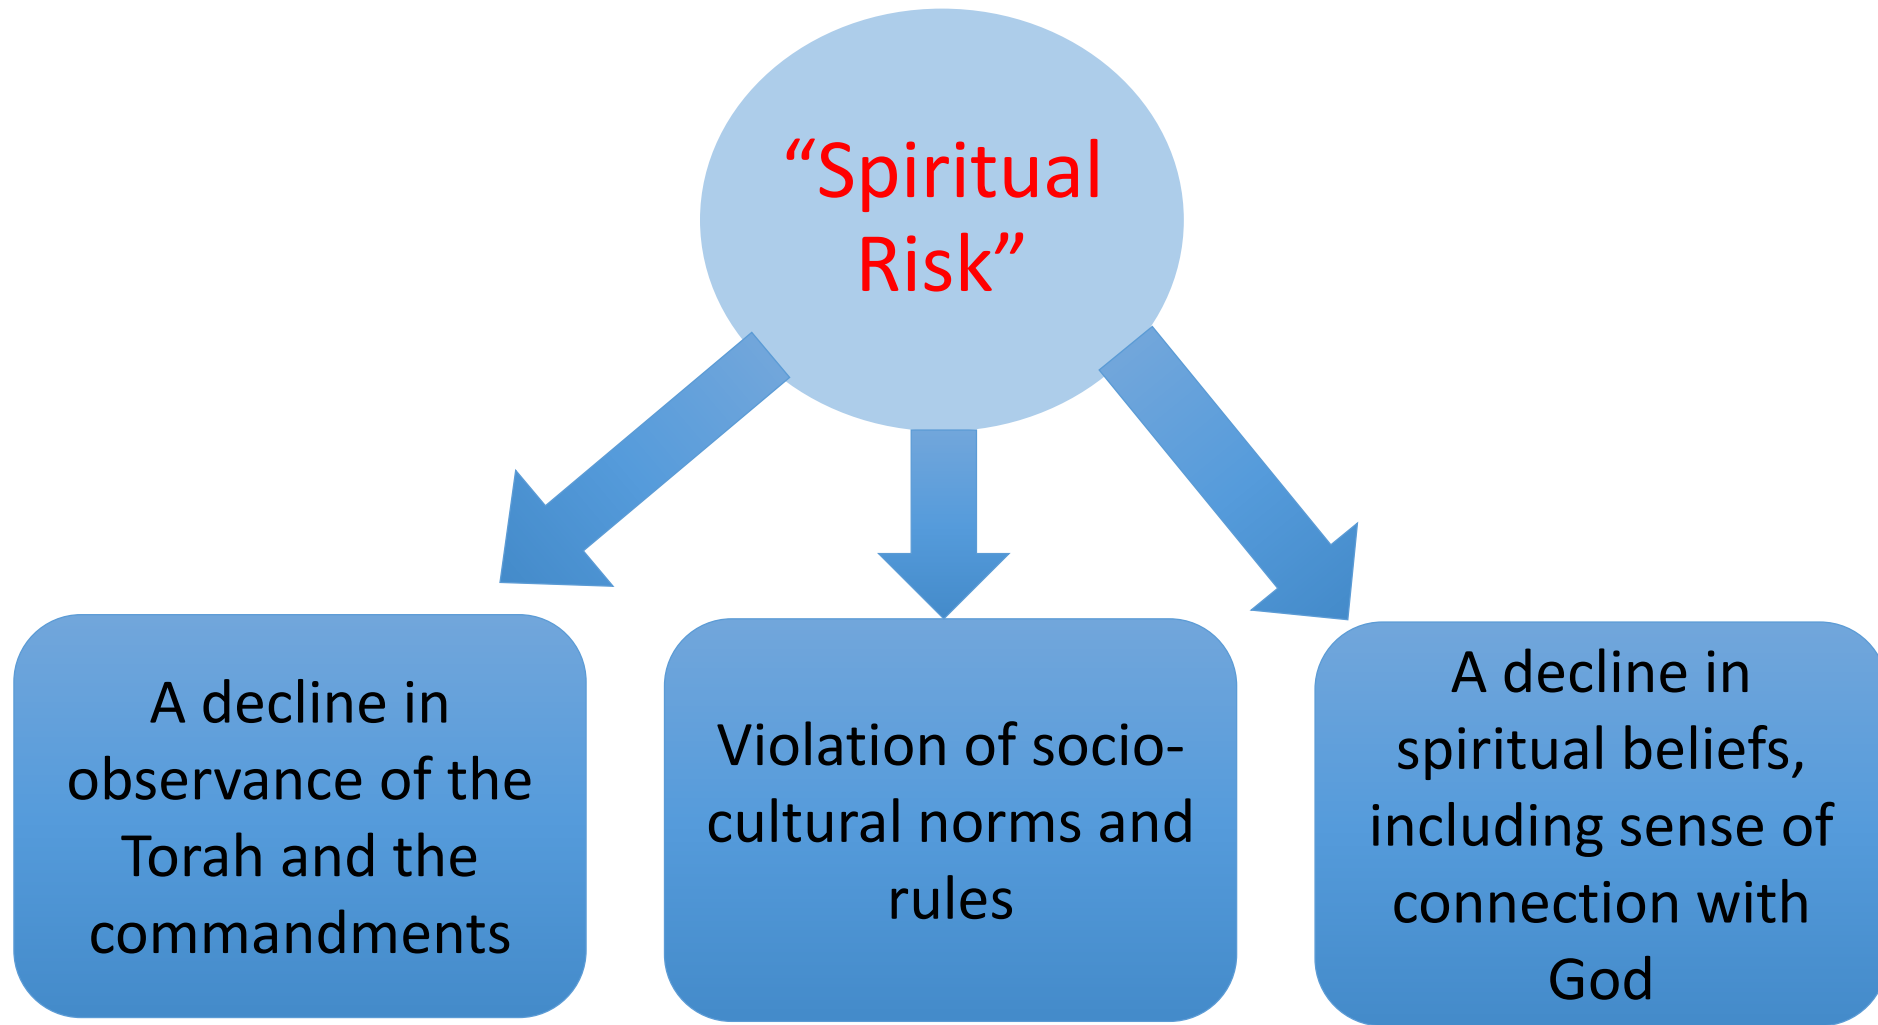 “Spiritual
Risk”
A decline in
observance of the
Torah and the
commandments
Violation of socio-
cultural norms and
rules
A decline in
spiritual beliefs,
including sense of
connection with
God